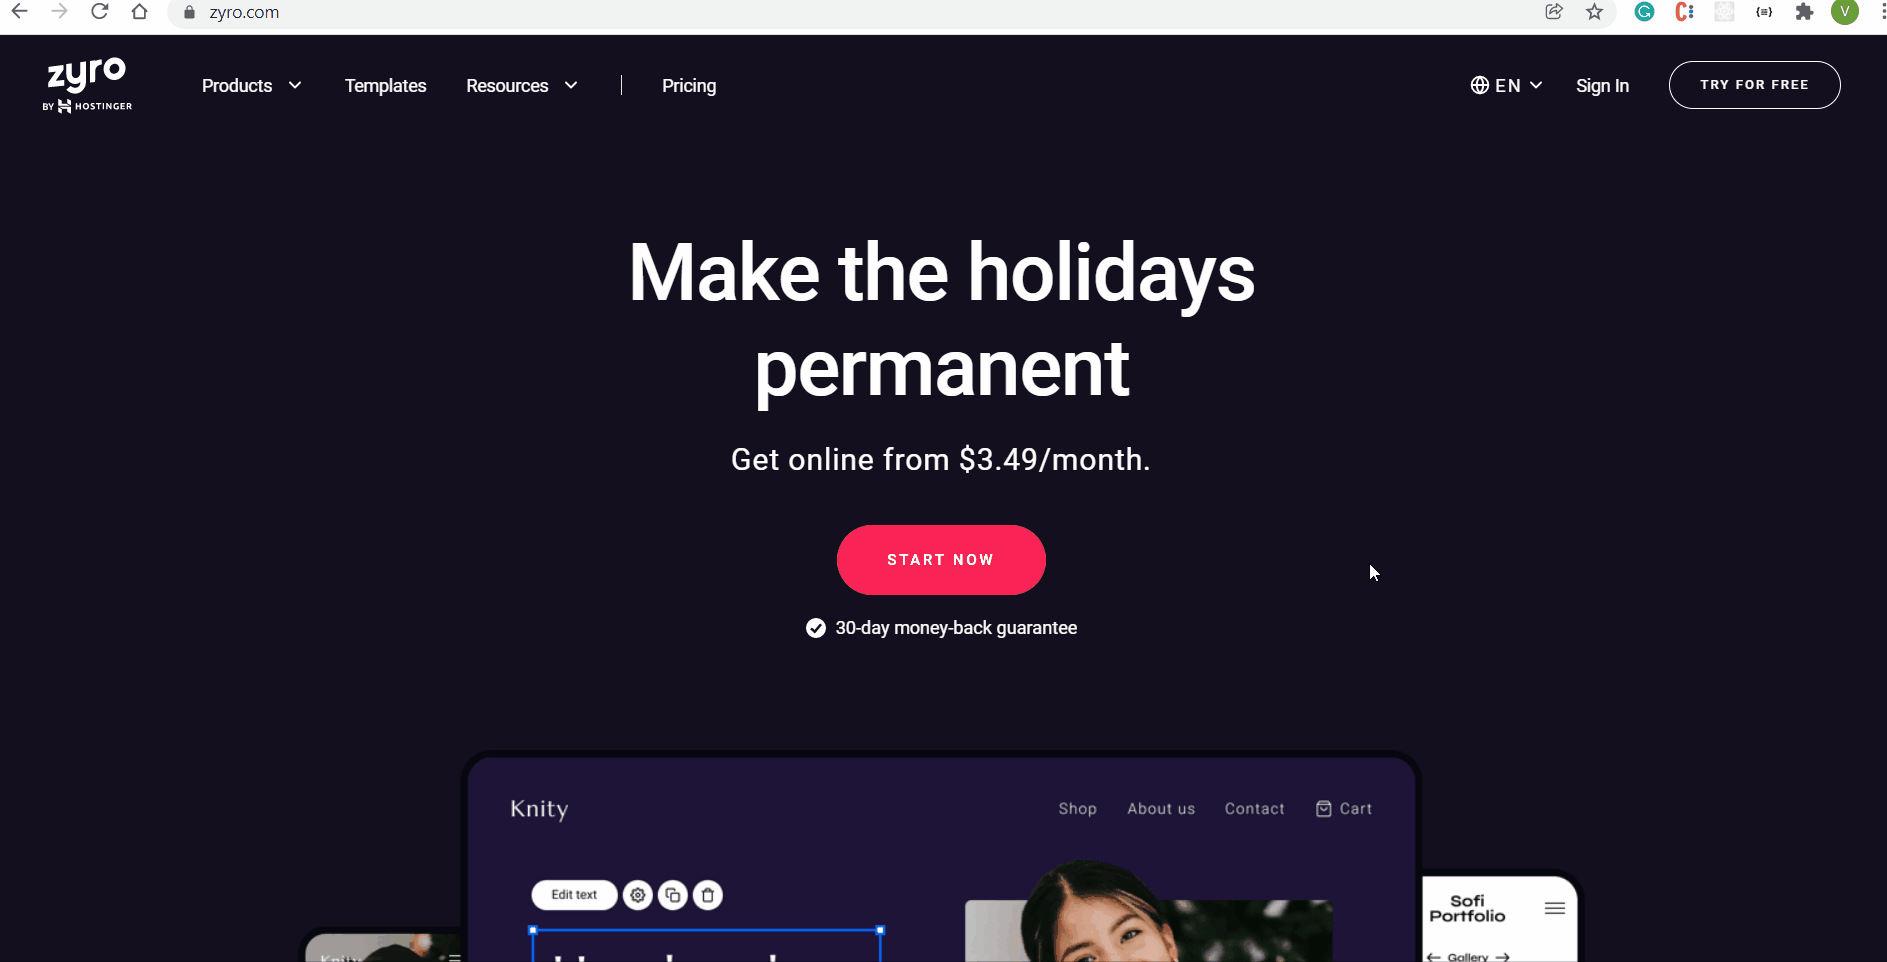 zyro.com
V
zyro
BY HOSTINGER
Products
Templates
Resources
Pricing
EN
Sign In
TRY FOR FREE
Make the holidays
permanent
Get online from $3.49/month.
START NOW
30-day money-back guarantee
Knity
Shop
About us
Contact
Cart
Edit text
Sofi
Portfolio
Gallery
Knity